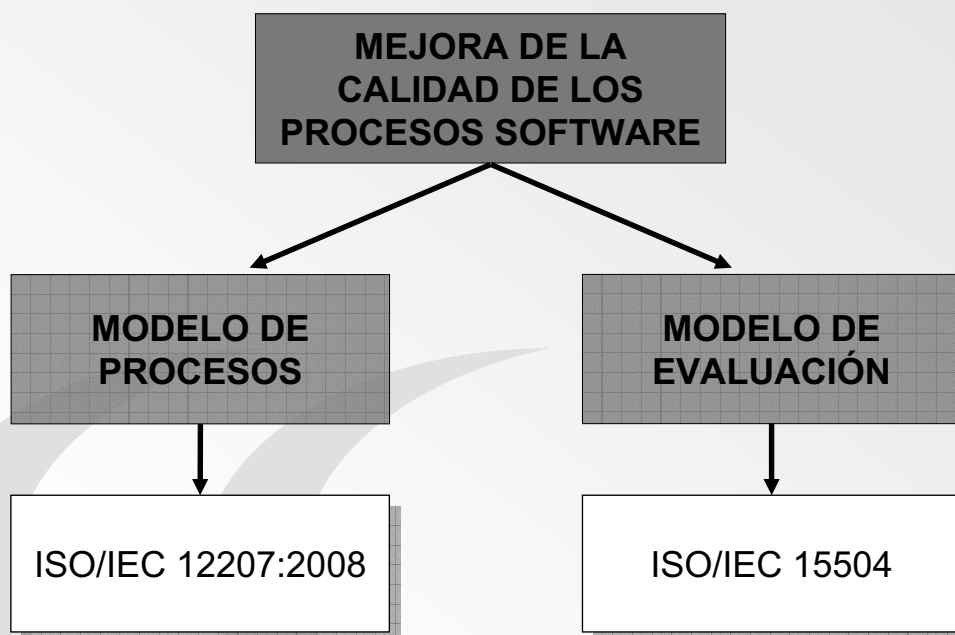 MEJORA DE LA
CALIDAD DE LOS
PROCESOS SOFTWARE
MODELO DE
PROCESOS
MODELO DE
EVALUACIÓN
ISO/IEC 12207:2008
ISO/IEC 15504